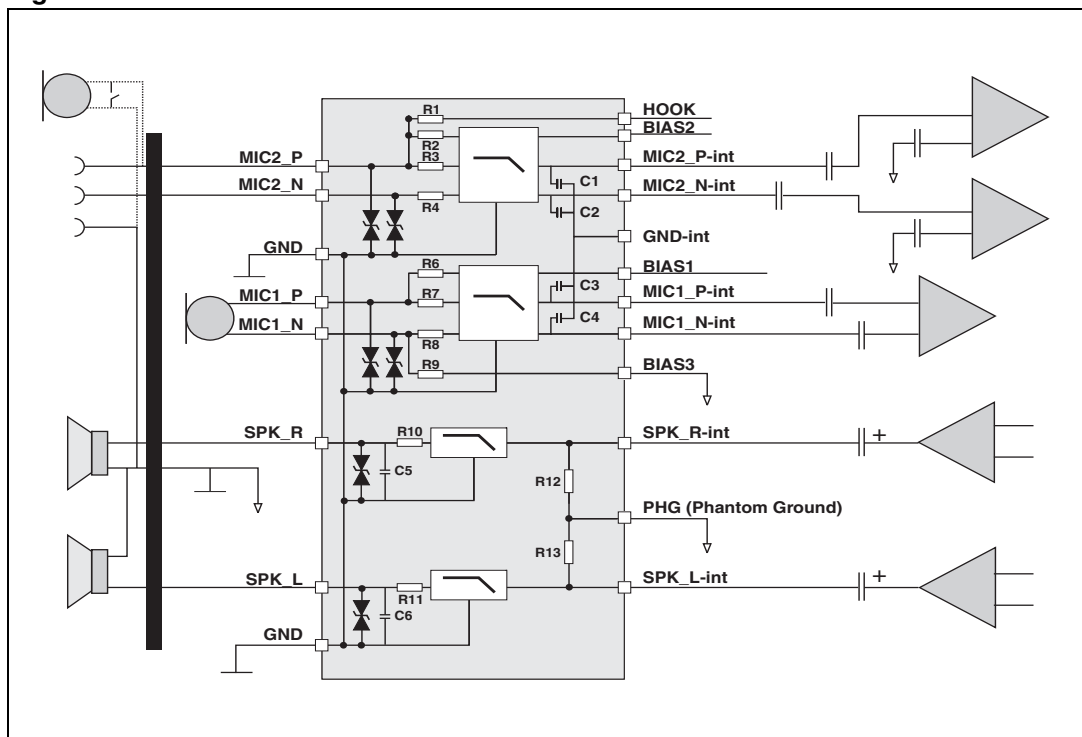 R1
HOOK
R2
BIAS2
MIC2_P
R3
MIC2_P-int
C1
MIC2_N
R4
MIC2_N-int
C2
GND
GND-int
R6
BIAS1
MIC1_P
R7
C3
MIC1_P-int
C4
MIC1_N
R8
MIC1_N-int
R9
BIAS3
SPK_R
R10
SPK_R-int
+
C5
R12
PHG (Phantom Ground)
R13
SPK_L
R11
SPK_L-int
+
C6
GND